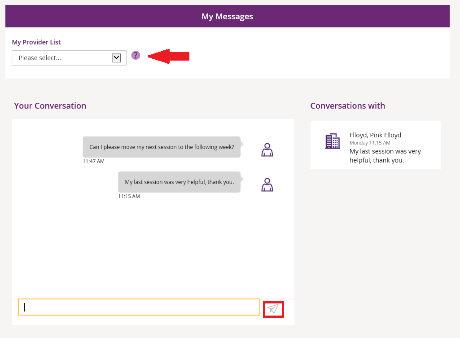 My Messages
My Provider List
Please select...
?
Your Conversation
Conversations with
Can I please move my next session to the following week?
11:47 AM
My last session was very helpful, thank you.
11:15 AM
Flloyd, Pink Flloyd
Monday 11:15 AM
My last session was very
helpful, thank you.